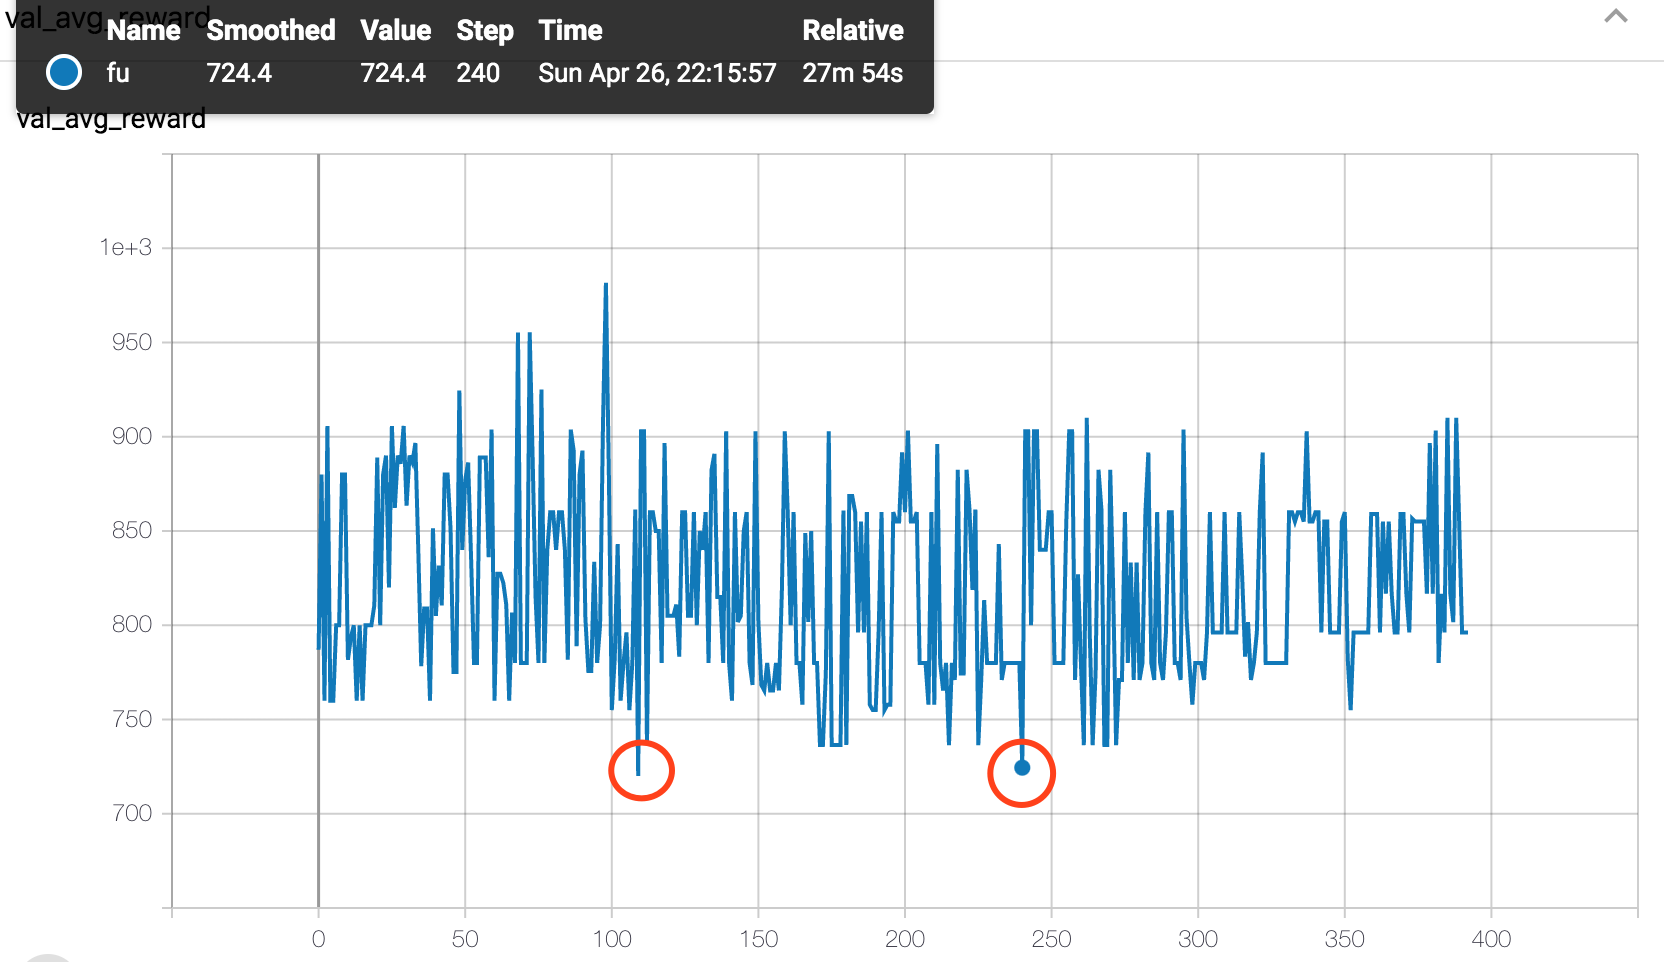 val_avg_reward
Name Smoothed Value Step Time Relative
fu 724.4 724.4 240 Sun Apr 26, 22:15:57 27m 54s
val_avg_reward
1e+3
950
900
850
800
750
700
0 50 100 150 200 250 300 350 400